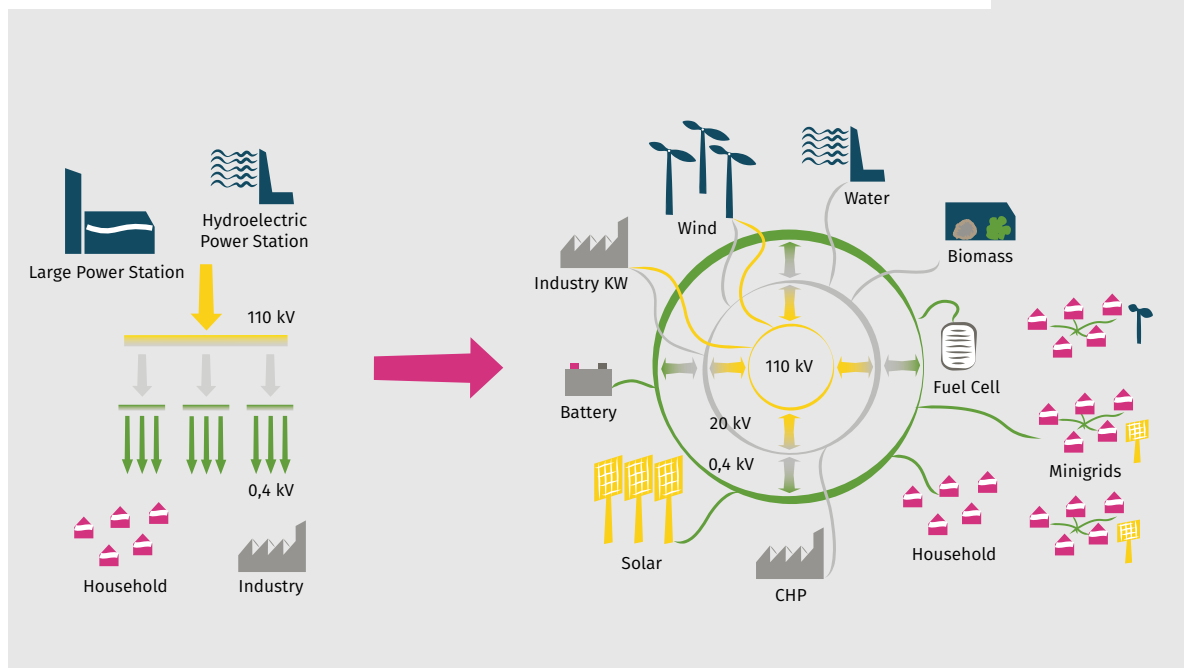 Hydroelectric
Power Station
Large Power Station
110 kV
0,4 kV
Household
Industry
Wind
Water
Biomass
Industry KW
110 kV
Fuel Cell
Battery
20 kV
0,4 kV
Minigrids
Solar
Household
CHP